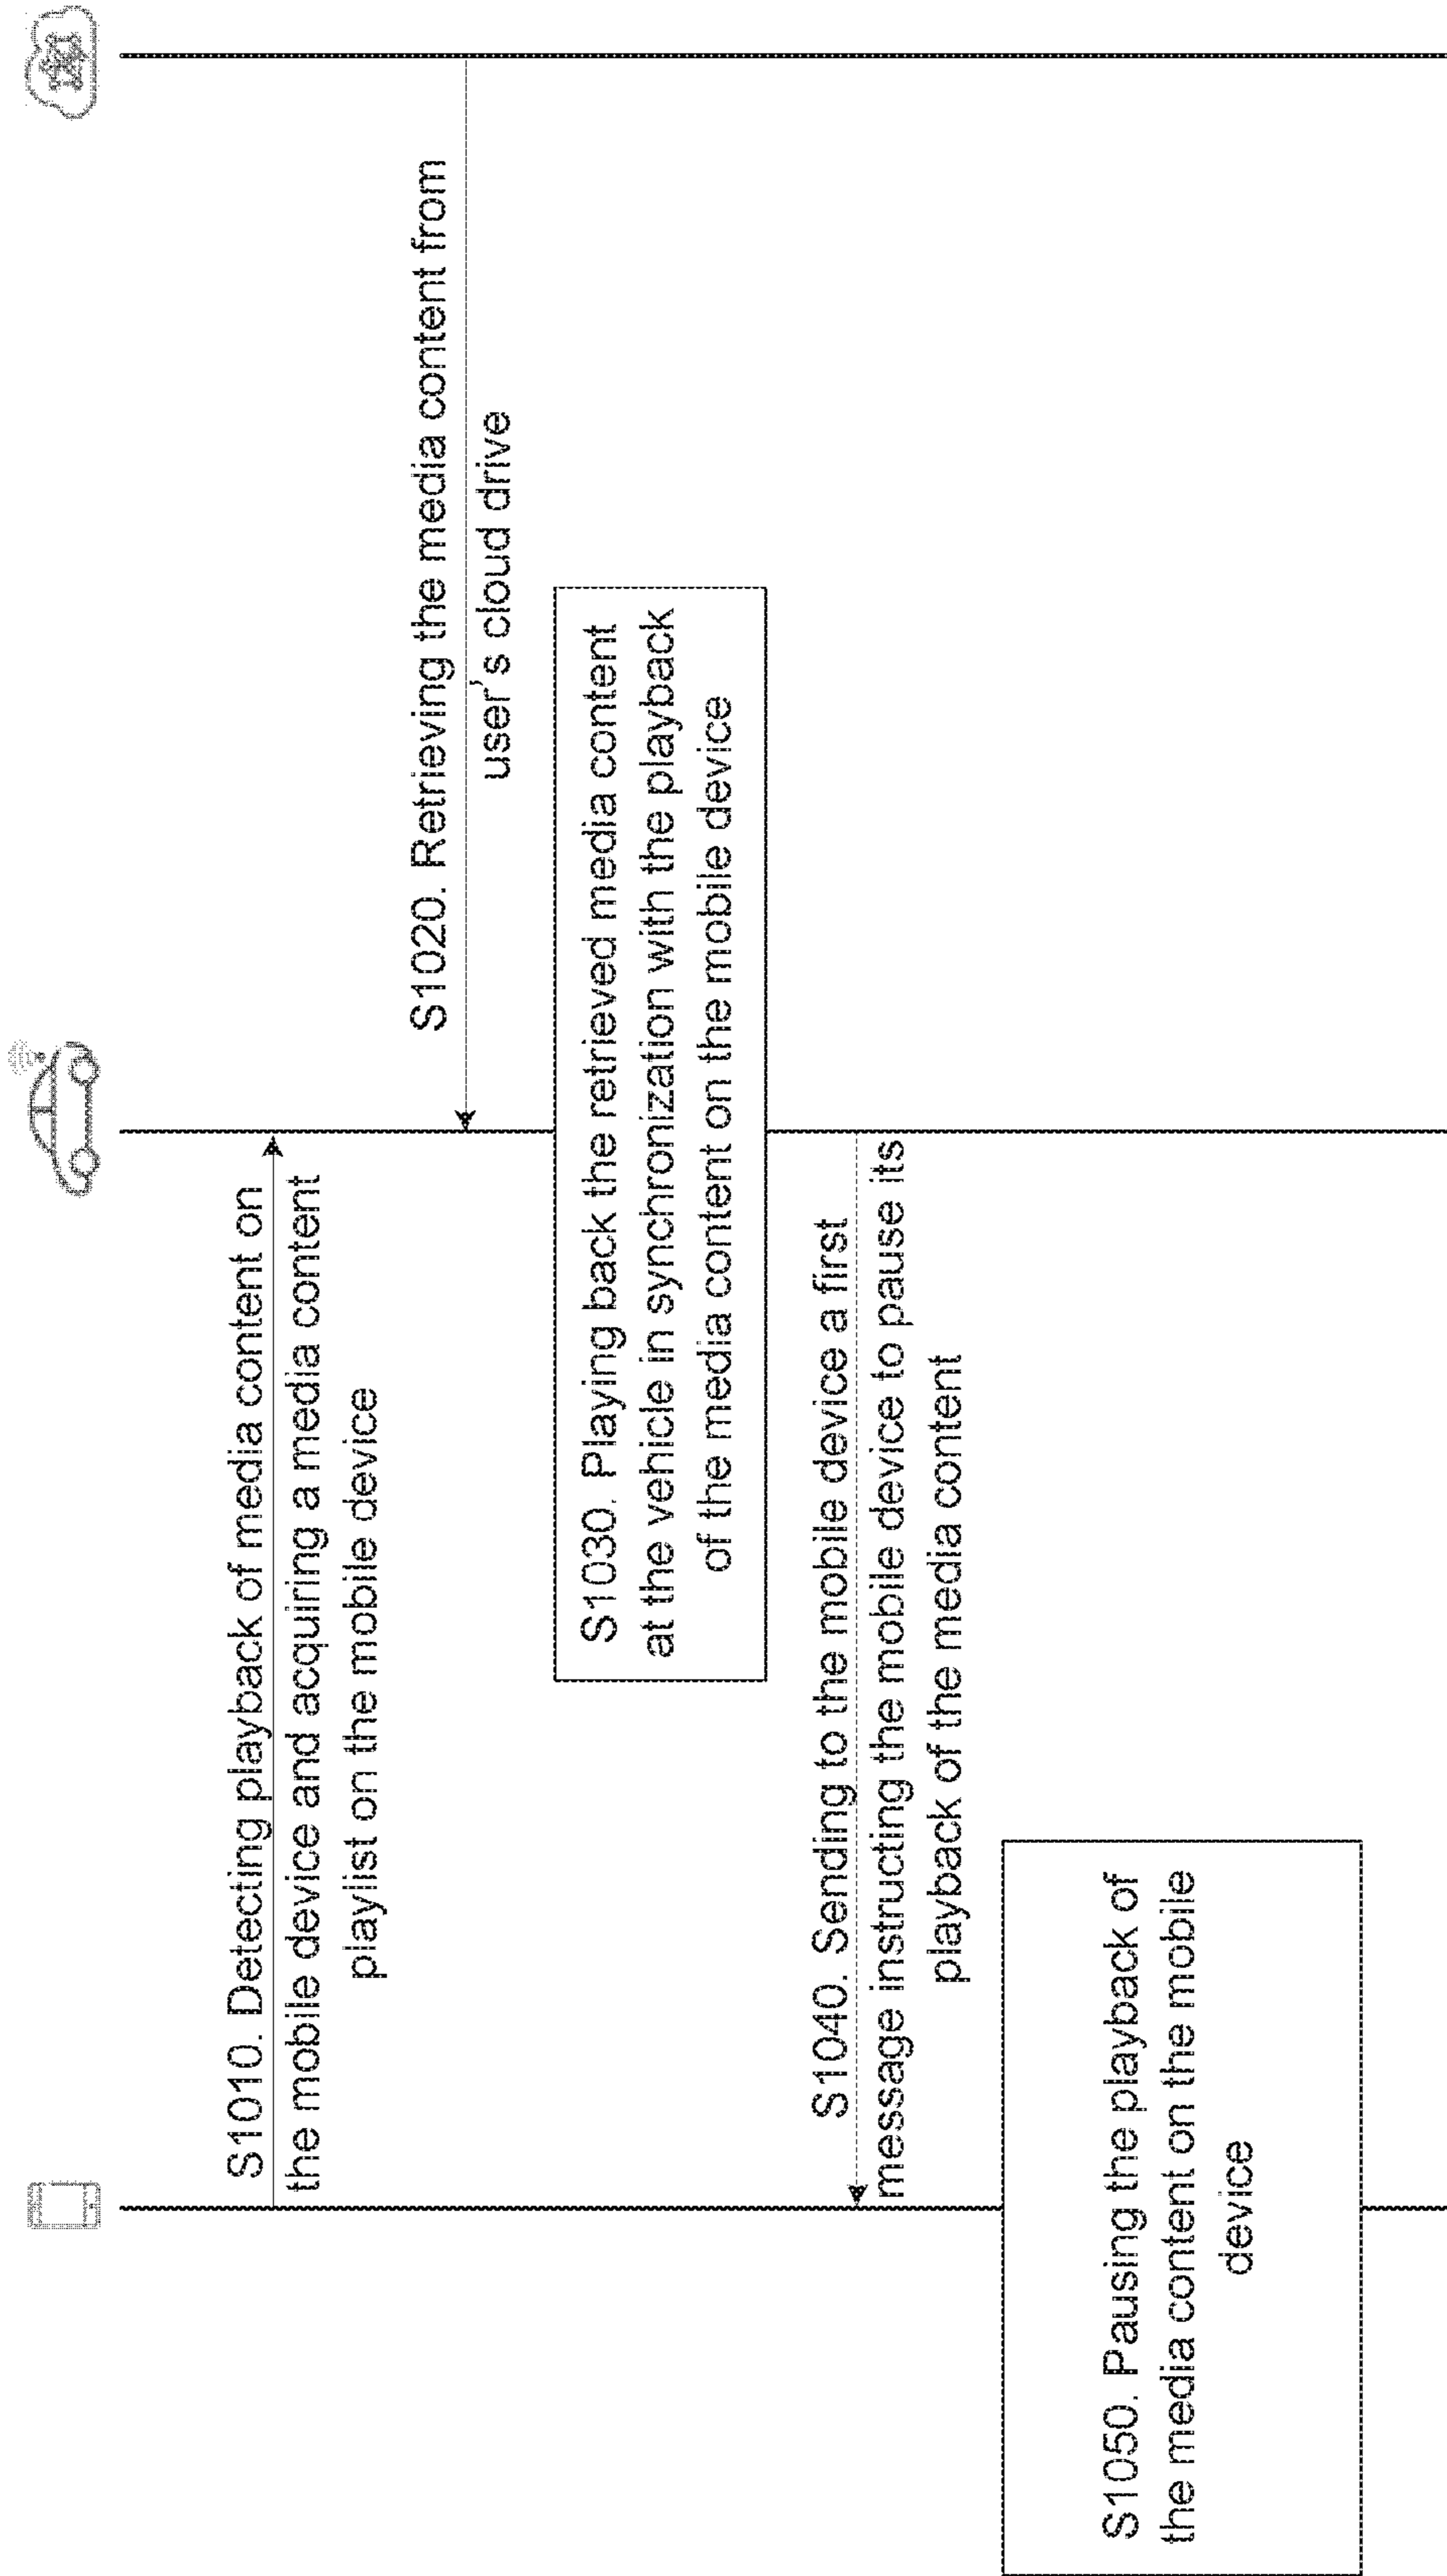 S1010. Detecting playback of media content on
the mobile device and acquiring a media content
playlist on the mobile device
S1020. Retrieving the media content from
user's cloud drive
S1030. Playing back the retrieved media content
at the vehicle in synchronization with the playback
of the media content on the mobile device
S1040. Sending to the mobile device a first
message instructing the mobile device to pause its
playback of the media content
S1050. Pausing the playback of
the media content on the mobile
device